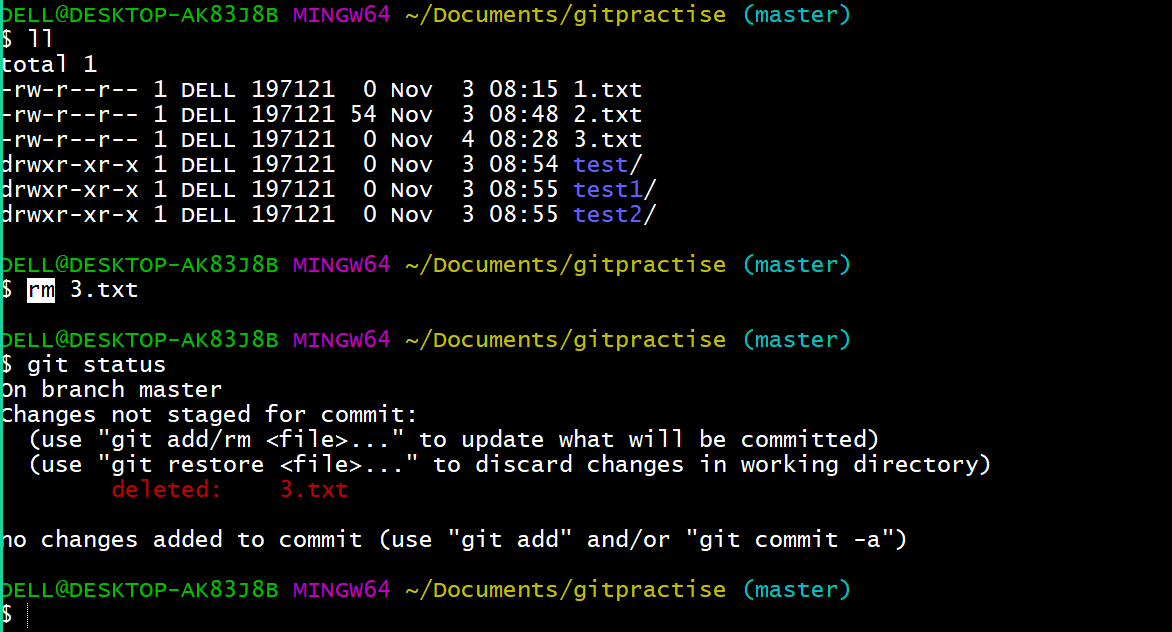 DELL@DESKTOP-AK83J8B MINGW64 ~/Documents/gitpractise (master)
$ ll
total 1
-rw-r--r-- 1 DELL 197121  0 Nov  3 08:15 1.txt
-rw-r--r-- 1 DELL 197121 54 Nov  3 08:48 2.txt
-rw-r--r-- 1 DELL 197121  0 Nov  4 08:28 3.txt
drwxr-xr-x 1 DELL 197121  0 Nov  3 08:54 test/
drwxr-xr-x 1 DELL 197121  0 Nov  3 08:55 test1/
drwxr-xr-x 1 DELL 197121  0 Nov  3 08:55 test2/
DELL@DESKTOP-AK83J8B MINGW64 ~/Documents/gitpractise (master)
$ rm 3.txt
DELL@DESKTOP-AK83J8B MINGW64 ~/Documents/gitpractise (master)
$ git status
On branch master
Changes not staged for commit:
  (use "git add/rm <file>..." to update what will be committed)
  (use "git restore <file>..." to discard changes in working directory)
        deleted:    3.txt
no changes added to commit (use "git add" and/or "git commit -a")
DELL@DESKTOP-AK83J8B MINGW64 ~/Documents/gitpractise (master)
$